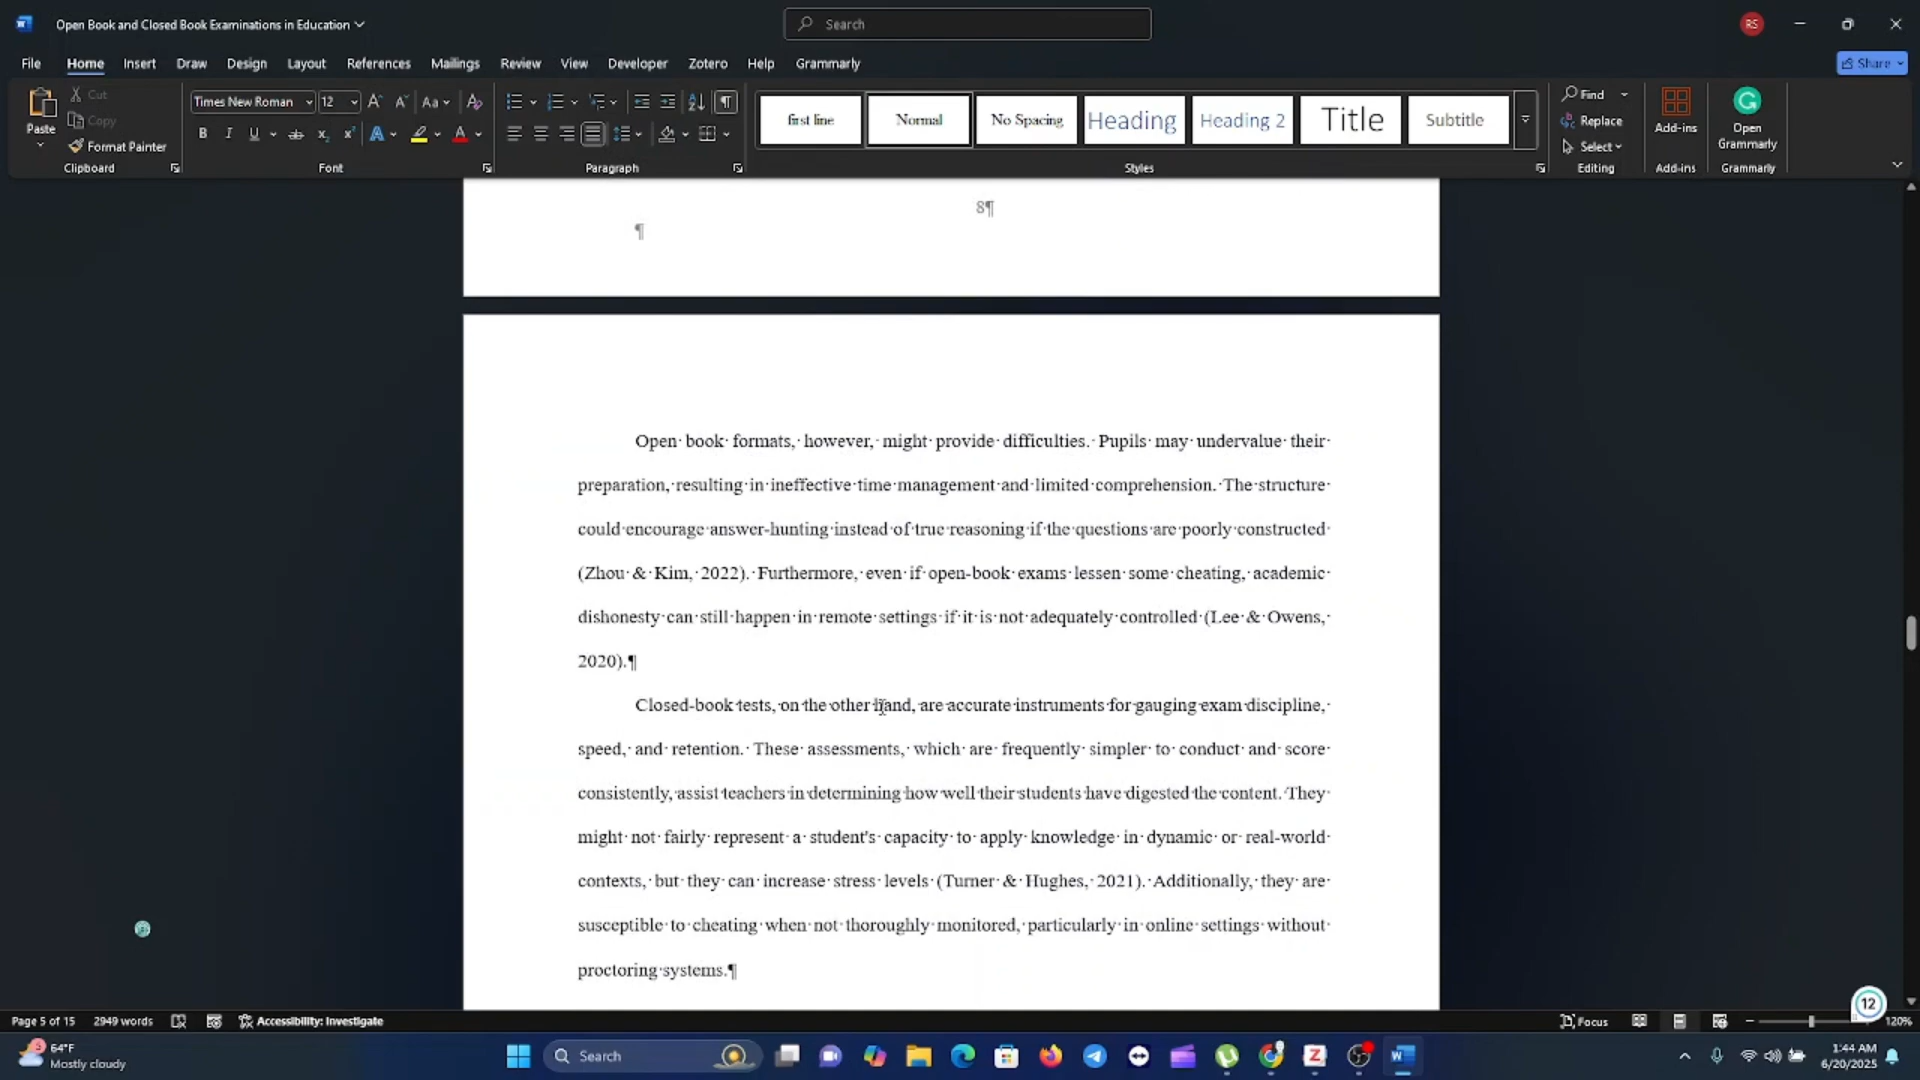 Open Book and Closed Book Examinations in Education
Search
RS
File Home Insert Draw Design Layout References Mailings Review View Developer Zotero Help Grammarly
Share
Paste
Cut
Copy
Format Painter
Clipboard
Times New Roman 12
Font
Paragraph
first line
Normal
No Spacing
Heading
Heading 2
Title
Subtitle
Styles
Find
Replace
Select
Editing
Add-ins
Add-ins
Open
Grammarly
Grammarly
8¶
¶
Open book formats, however, might provide difficulties. Pupils may undervalue their
preparation, resulting in ineffective time management and limited comprehension. The structure
could encourage answer-hunting instead of true reasoning if the questions are poorly constructed
(Zhou & Kim, 2022). Furthermore, even if open-book exams lessen some cheating, academic
dishonesty can still happen in remote settings if it is not adequately controlled (Lee & Owens,
2020).¶
Closed-book tests, on the other hand, are accurate instruments for gauging exam discipline,
speed, and retention. These assessments, which are frequently simpler to conduct and score
consistently, assist teachers in determining how well their students have digested the content. They
might not fairly represent a student's capacity to apply knowledge in dynamic or real-world
contexts, but they can increase stress levels (Turner & Hughes, 2021). Additionally, they are
susceptible to cheating when not thoroughly monitored, particularly in online settings without
proctoring systems.¶
12
Page 5 of 15 2949 words Accessibility: Investigate
Focus
120%
64°F
Mostly cloudy
Search
1:44 AM
6/20/2025